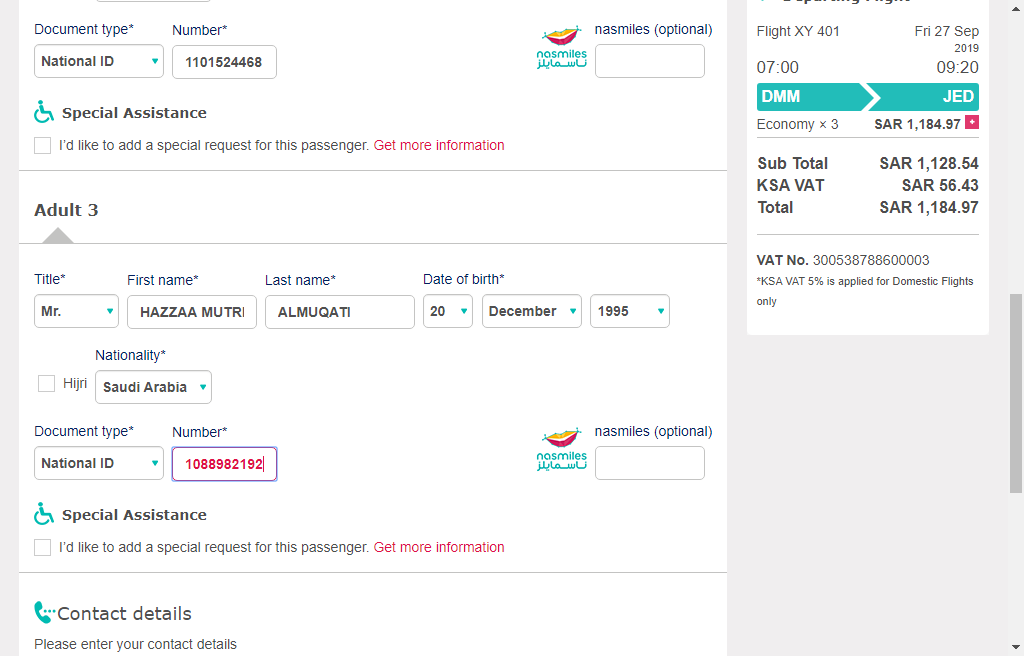 Document type*
Number*
nasmiles (optional)
National ID
1101524468
nasmiles
ناسمايلز
Special Assistance
I'd like to add a special request for this passenger. Get more information
Adult 3
Title*
First name*
Last name*
Date of birth*
Mr.
HAZZAA MUTRI
ALMUQATI
20
December
1995
Nationality*
Hijri
Saudi Arabia
Document type*
Number*
nasmiles (optional)
National ID
1088982192
nasmiles
ناسمايلز
Special Assistance
I'd like to add a special request for this passenger. Get more information
Contact details
Please enter your contact details
Flight XY 401
Fri 27 Sep
2019
07:00
09:20
DMM
JED
Economy × 3
SAR 1,184.97 +
Sub Total
SAR 1,128.54
KSA VAT
SAR 56.43
Total
SAR 1,184.97
VAT No. 300538788600003
*KSA VAT 5% is applied for Domestic Flights
only